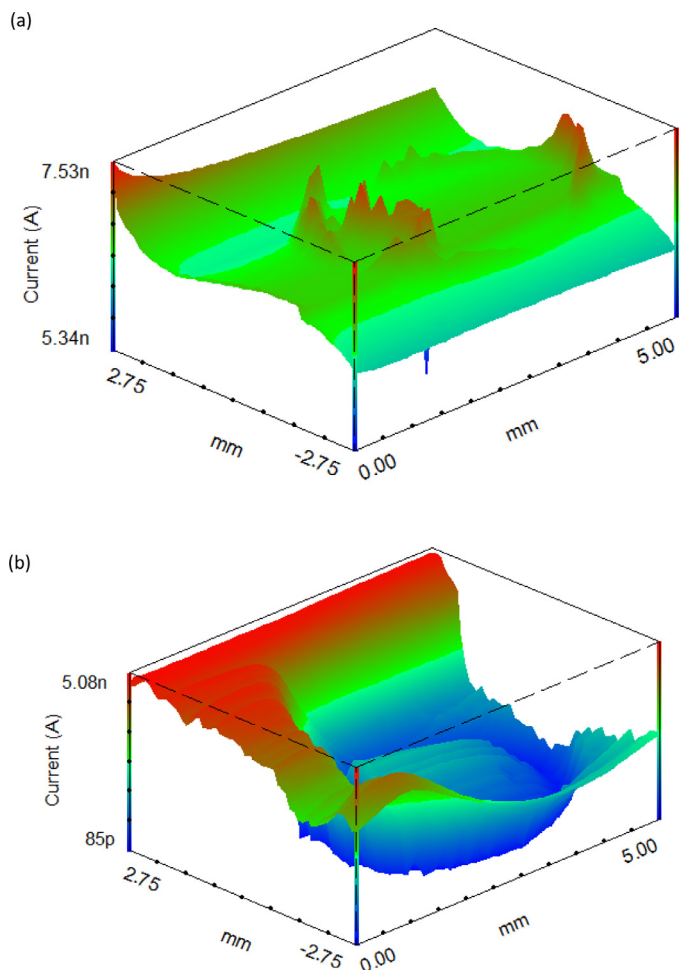 (a)
7.53n
Current (A)
5.34n
2.75
mm
-2.75
0.00
mm
5.00
(b)
5.08n
Current (A)
85p
2.75
mm
-2.75
0.00
mm
5.00